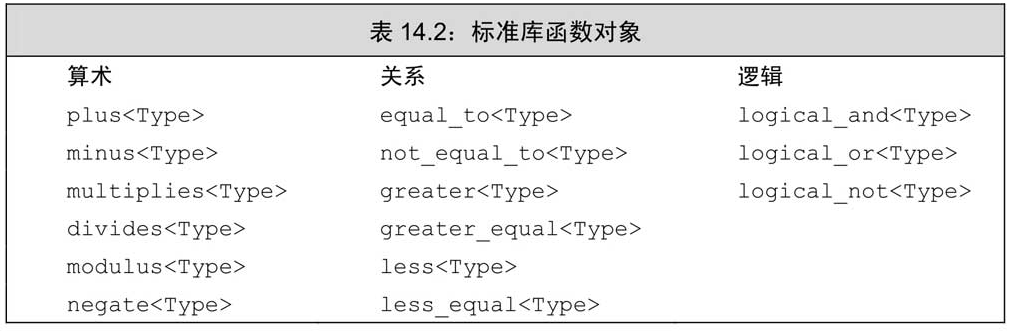 表 14.2：标准库函数对象
算术 关系 逻辑
plus<Type> equal_to<Type> logical_and<Type>
minus<Type> not_equal_to<Type> logical_or<Type>
multiplies<Type> greater<Type> logical_not<Type>
divides<Type> greater_equal<Type>
modulus<Type> less<Type>
negate<Type> less_equal<Type>